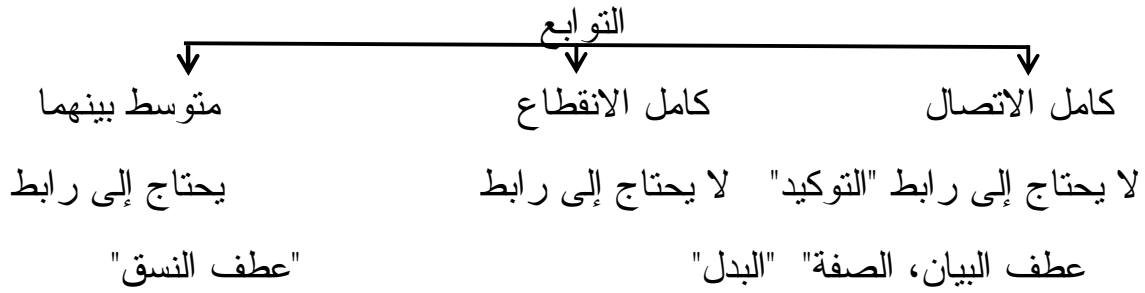 التوابع
كامل الاتصال كامل الانقطاع متوسط بينهما
لا يحتاج إلى رابط "التوكيد" لا يحتاج إلى رابط يحتاج إلى رابط
عطف البيان، الصفة" "البدل" "عطف النسق"